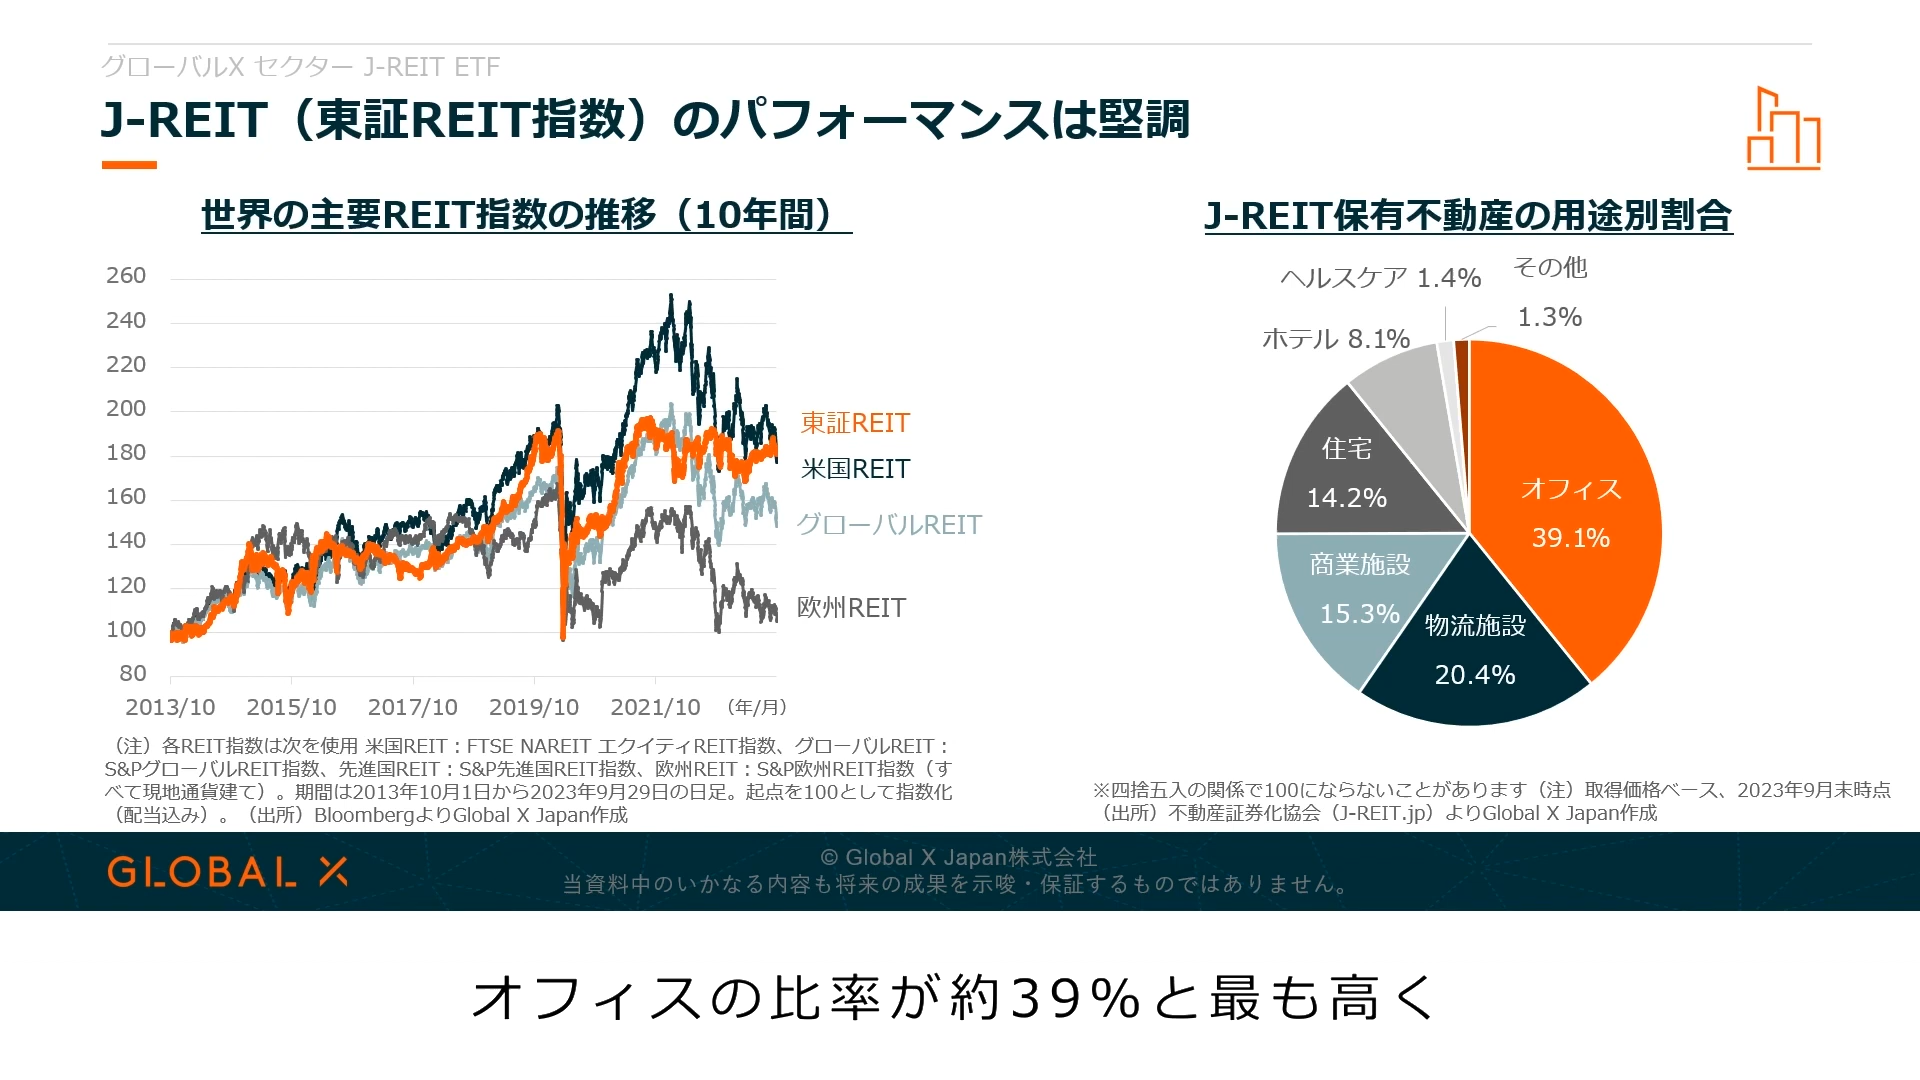 グローバルX セクター J-REIT ETF
J-REIT（東証REIT指数）のパフォーマンスは堅調
世界の主要REIT指数の推移（10年間）
260
240
220
200
180
160
140
120
100
80
2013/10 2015/10 2017/10 2019/10 2021/10 （年/月）
東証REIT
米国REIT
グローバルREIT
欧州REIT
（注）各REIT指数は次を使用 米国REIT：FTSE NAREIT エクイティREIT指数、グローバルREIT：
S&PグローバルREIT指数、先進国REIT：S&P先進国REIT指数、欧州REIT：S&P欧州REIT指数（す
べて現地通貨建て）。期間は2013年10月1日から2023年9月29日の日足。起点を100として指数化
（配当込み）。（出所）BloombergよりGlobal X Japan作成
J-REIT保有不動産の用途別割合
ヘルスケア 1.4%
その他
1.3%
ホテル 8.1%
住宅
14.2%
オフィス
39.1%
商業施設
15.3%
物流施設
20.4%
※四捨五入の関係で100にならないことがあります（注）取得価格ベース、2023年9月末時点
（出所）不動産証券化協会（J-REIT.jp）よりGlobal X Japan作成
GLOBAL X
© Global X Japan株式会社
当資料中のいかなる内容も将来の成果を示唆・保証するものではありません。
オフィスの比率が約39%と最も高く